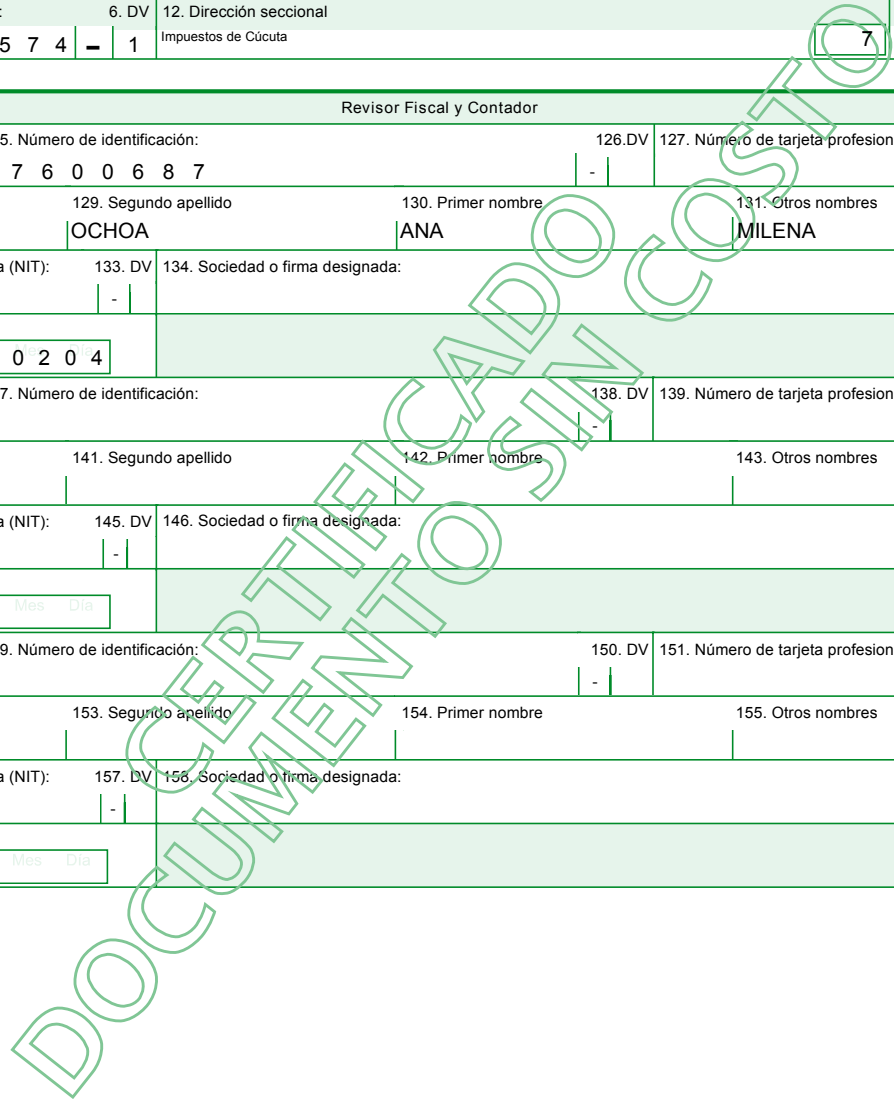 : 6. DV 12. Dirección seccional
5 7 4 - 1 Impuestos de Cúcuta 7
Revisor Fiscal y Contador
5. Número de identificación: 126.DV 127. Número de tarjeta profesion
7 6 0 0 6 8 7 -
129. Segundo apellido 130. Primer nombre 131. Otros nombres
OCHOA ANA MILENA
a (NIT): 133. DV 134. Sociedad o firma designada:
-
Mes Día
0 2 0 4
7. Número de identificación: 138. DV 139. Número de tarjeta profesion
-
141. Segundo apellido 142. Primer nombre 143. Otros nombres
a (NIT): 145. DV 146. Sociedad o firma designada:
-
Mes Día
9. Número de identificación: 150. DV 151. Número de tarjeta profesion
-
153. Segundo apellido 154. Primer nombre 155. Otros nombres
a (NIT): 157. DV 158. Sociedad o firma designada:
-
Mes Día
CERTIFICADO
DOCUMENTO SIN COSTO